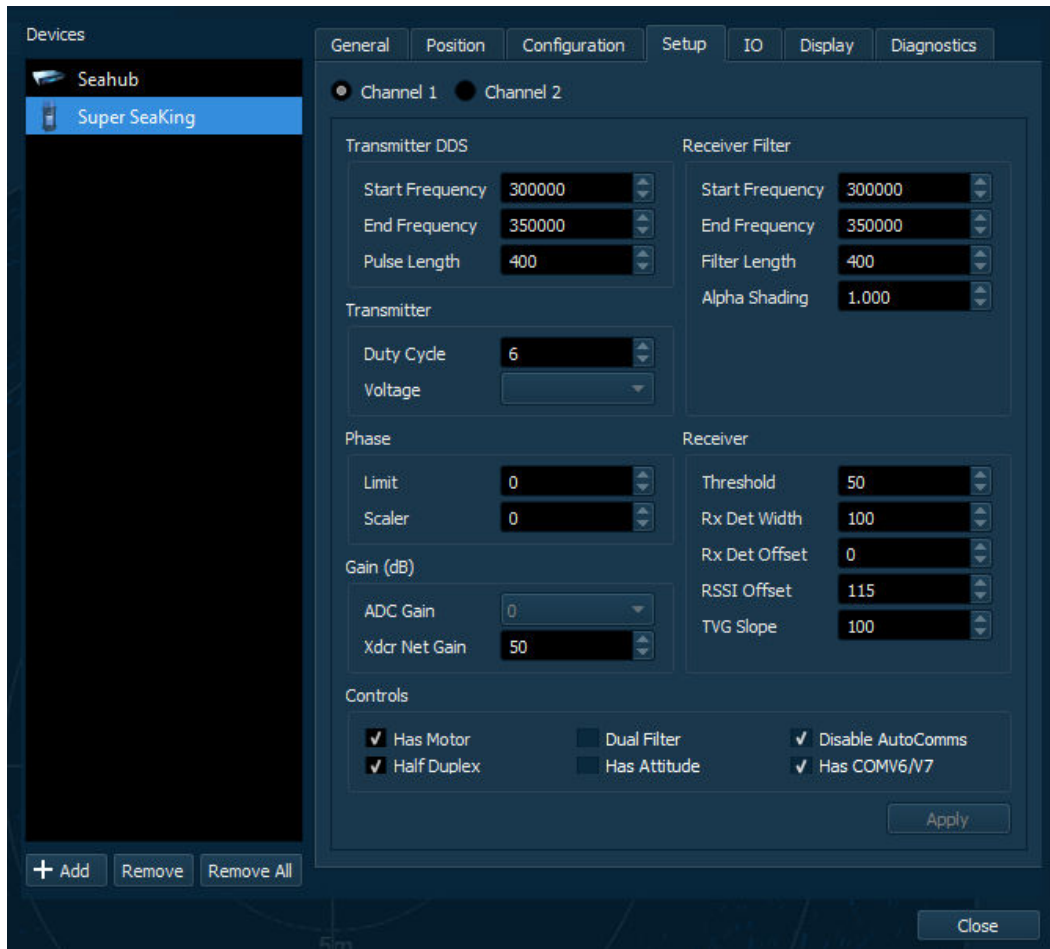 Devices
Seahub
Super SeaKing
+ Add Remove Remove All
General Position Configuration Setup IO Display Diagnostics
Channel 1 Channel 2
Transmitter DDS
Start Frequency 300000
End Frequency 350000
Pulse Length 400
Transmitter
Duty Cycle 6
Voltage
Phase
Limit 0
Scaler 0
Gain (dB)
ADC Gain 0
Xdcr Net Gain 50
Receiver Filter
Start Frequency 300000
End Frequency 350000
Filter Length 400
Alpha Shading 1.000
Receiver
Threshold 50
Rx Det Width 100
Rx Det Offset 0
RSSI Offset 115
TVG Slope 100
Controls
Has Motor Dual Filter Disable AutoComms
Half Duplex Has Attitude Has COMV6/V7
Apply
Close
5m